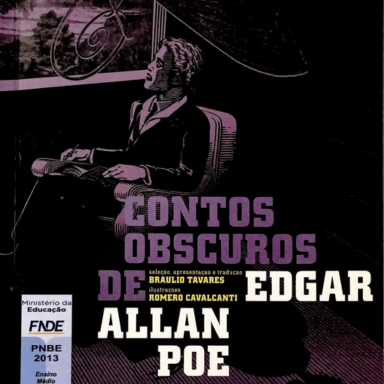 CONTOS
OBSCUROS
DE EDGAR
seleção, apresentação e tradução
BRAULIO TAVARES
ilustrações
ROMERO CAVALCANTI
ALLAN
POE
Ministério da
Educação
FNDE
PNBE
2013
Ensino
Médio